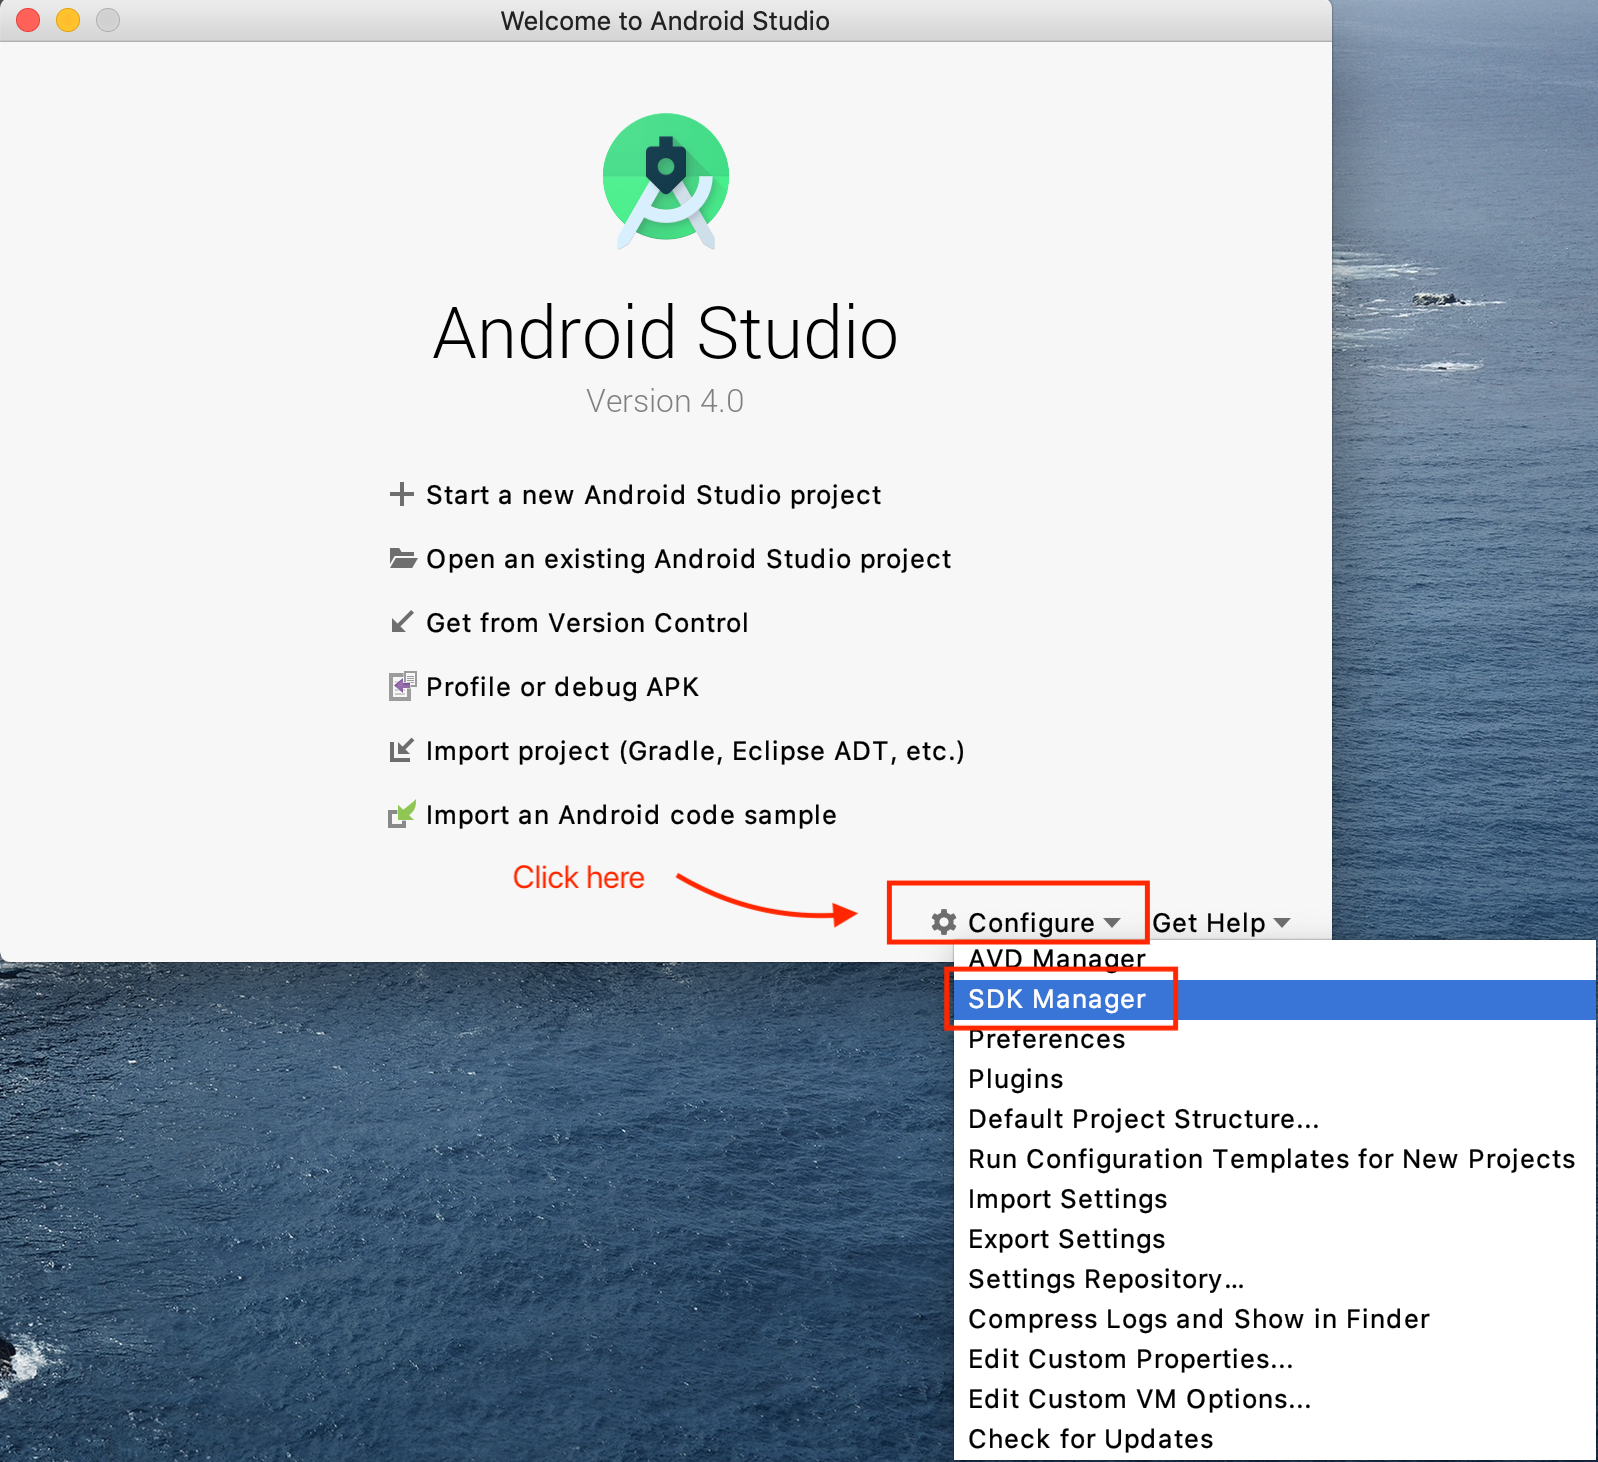 Welcome to Android Studio
Android Studio
Version 4.0
Start a new Android Studio project
Open an existing Android Studio project
Get from Version Control
Profile or debug APK
Import project (Gradle, Eclipse ADT, etc.)
Import an Android code sample
Click here
Configure Get Help
AVD Manager
SDK Manager
Preferences
Plugins
Default Project Structure...
Run Configuration Templates for New Projects
Import Settings
Export Settings
Settings Repository...
Compress Logs and Show in Finder
Edit Custom Properties...
Edit Custom VM Options...
Check for Updates